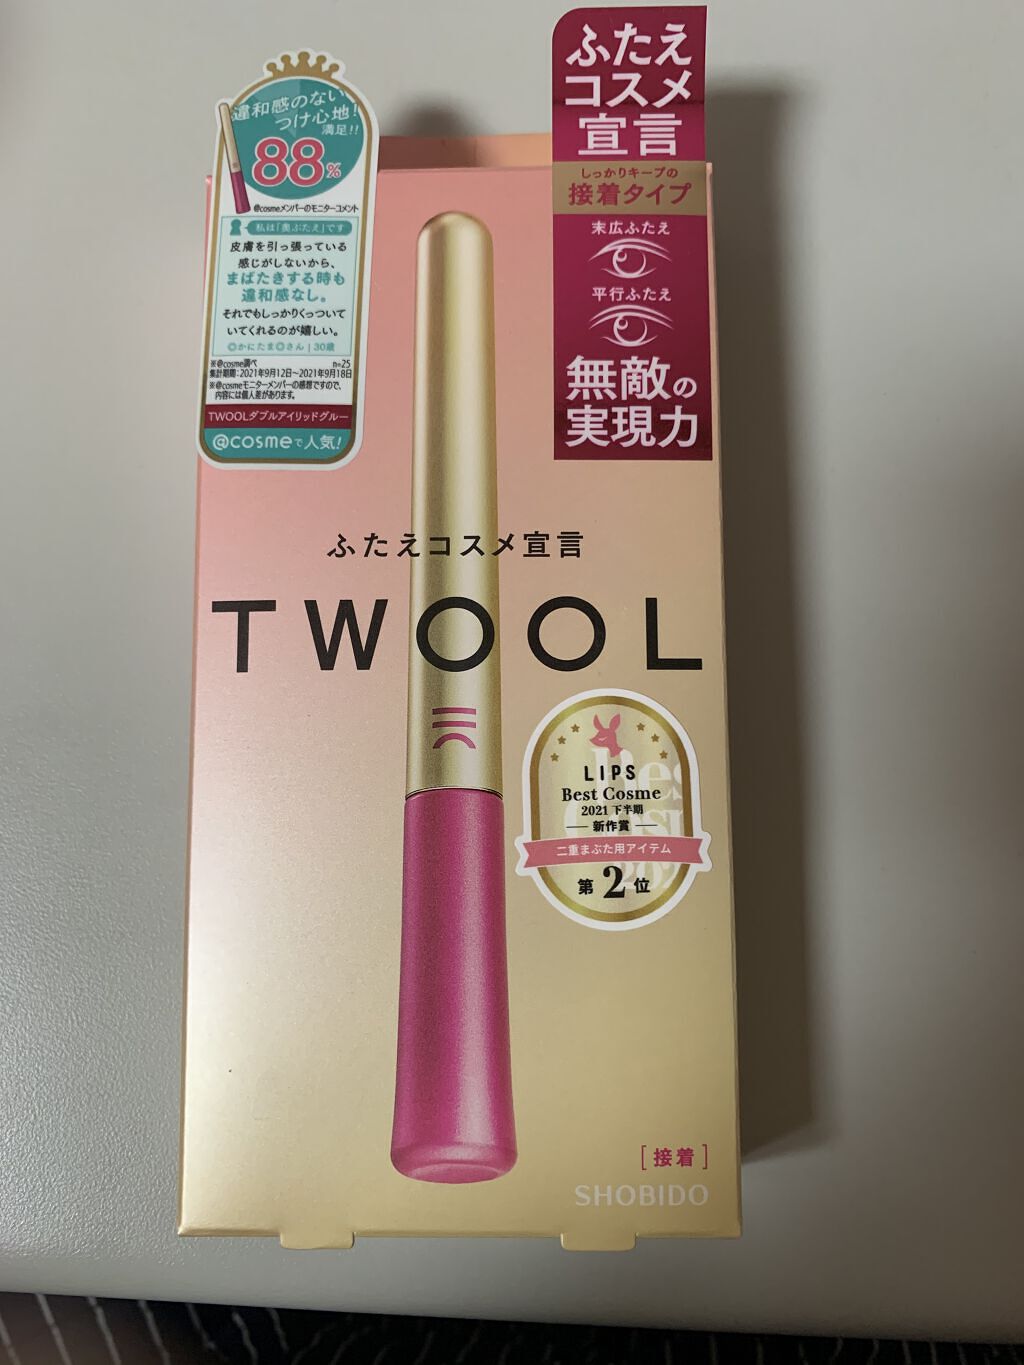 違和感のない
つけ心地!
満足!!
88%
@cosmeメンバーのモニターコメント
私は「奥ぶたえ」です
皮膚を引っ張っている
感じがしないから、
まばたきする時も
違和感なし。
それでもしっかりくっついて
いてくれるのが嬉しい。
◎かにたま◎さん | 30歳
※@cosme調べ n=25
集計期間:2021年9月12日~2021年9月18日
※@cosmeモニターメンバーの感想ですので、
内容には個人差があります。
TWOOLダブルアイリッドグルー
@cosmeで人気!
ふたえ
コスメ
宣言
しっかりキープの
接着タイプ
末広ふたえ
平行ふたえ
無敵の
実現力
ふたえコスメ宣言
TWOOL
LIPS
Best Cosme
2021 下半期
新作賞
二重まぶた用アイテム
第2位
[接着]
SHOBIDO